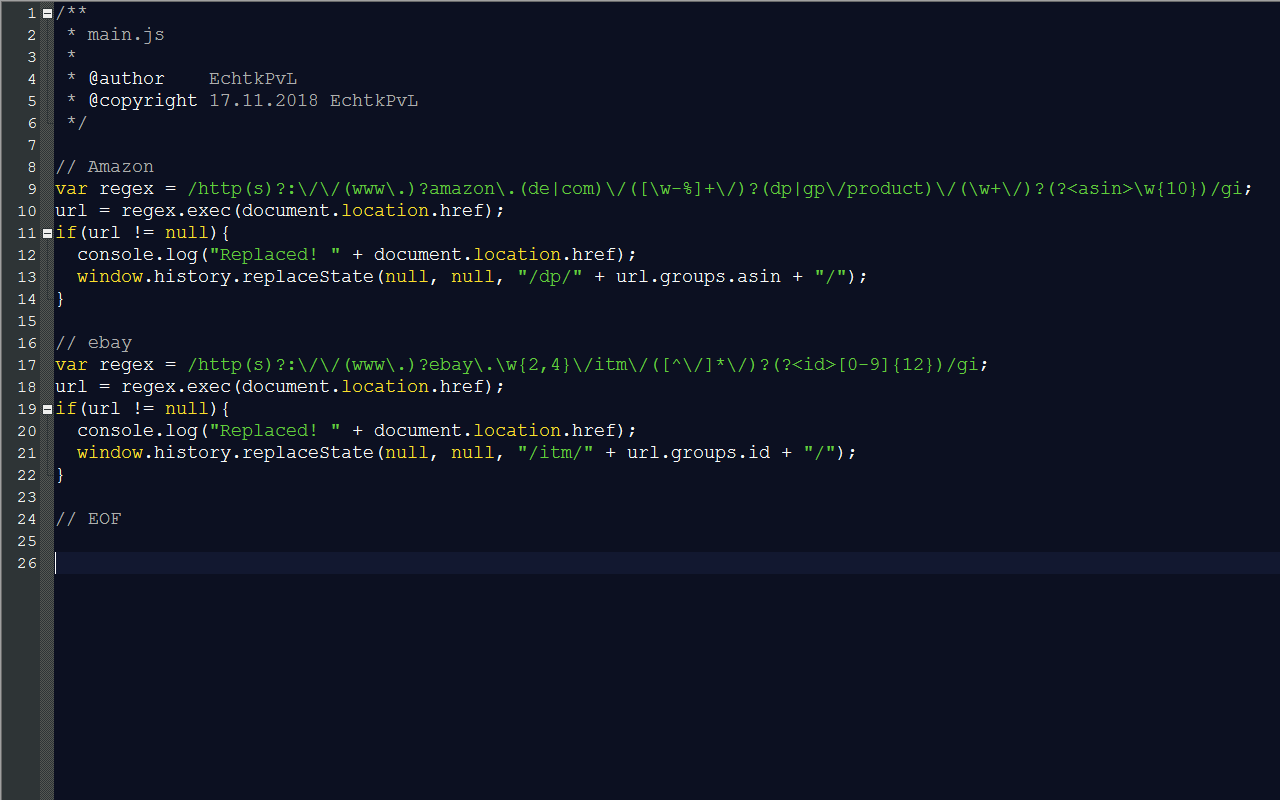 1 /**
2  * main.js
3  *
4  * @author    EchtkPvL
5  * @copyright 17.11.2018 EchtkPvL
6  */
7
8 // Amazon
9 var regex = /http(s)?:\/\/(www\.)?amazon\.(de|com)\/([\w-%]+\/)?(dp|gp\/product)\/(\w+\/)?(?<asin>\w{10})/gi;
10 url = regex.exec(document.location.href);
11 if(url != null){
12   console.log("Replaced! " + document.location.href);
13   window.history.replaceState(null, null, "/dp/" + url.groups.asin + "/");
14 }
15
16 // ebay
17 var regex = /http(s)?:\/\/(www\.)?ebay\.\w{2,4}\/itm\/([^\/]*\/)?(?<id>[0-9]{12})/gi;
18 url = regex.exec(document.location.href);
19 if(url != null){
20   console.log("Replaced! " + document.location.href);
21   window.history.replaceState(null, null, "/itm/" + url.groups.id + "/");
22 }
23
24 // EOF
25
26